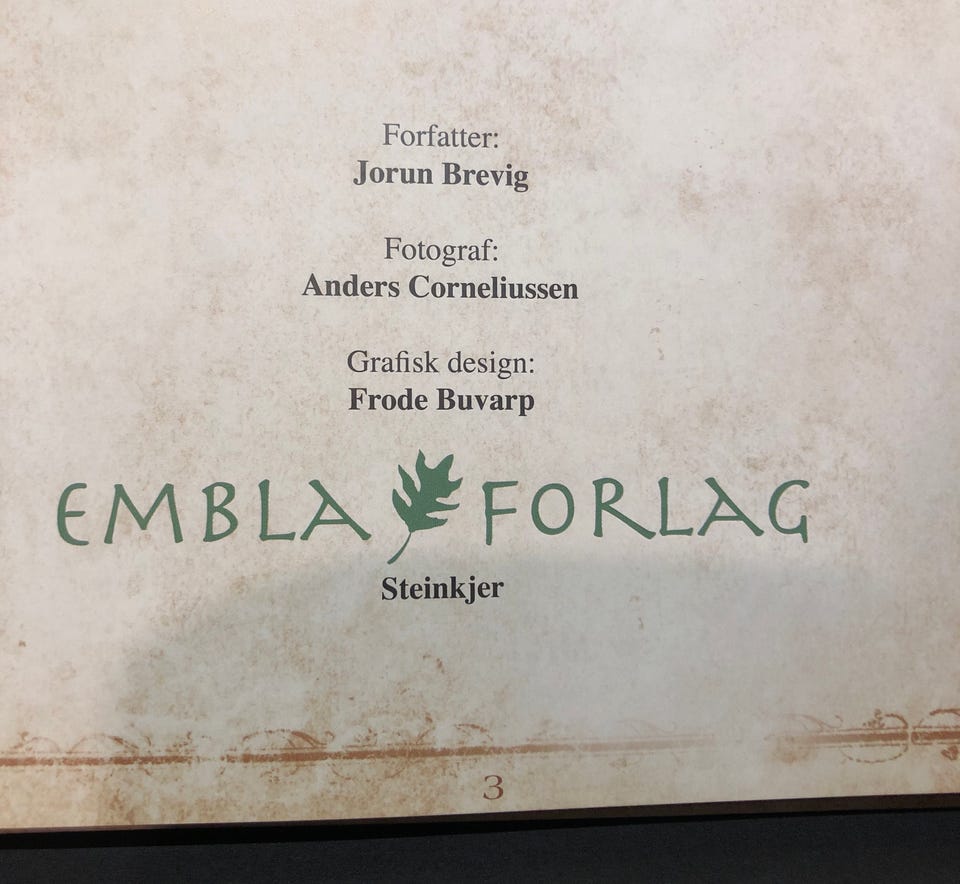 Forfatter:
Jorun Brevig
Fotograf:
Anders Corneliussen
Grafisk design:
Frode Buvarp
EMBLA FORLAG
Steinkjer
3